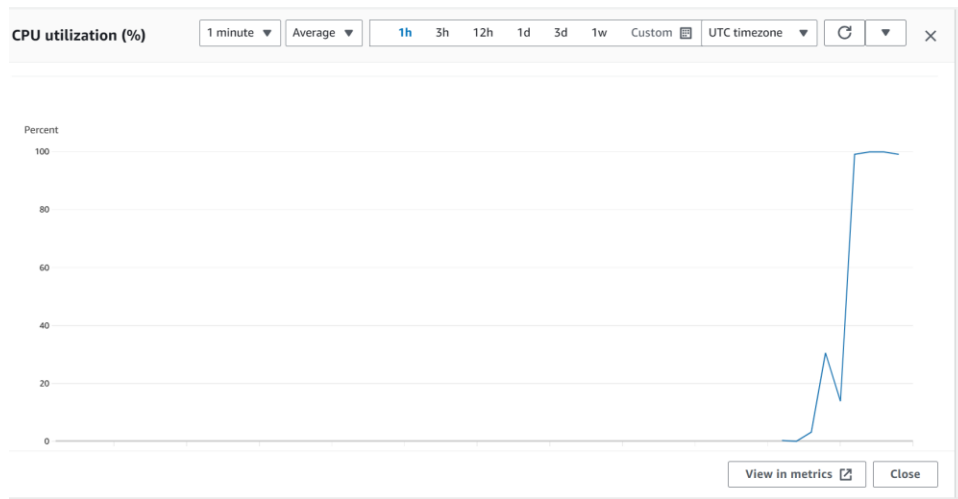 CPU utilization (%) 1 minute Average 1h 3h 12h 1d 3d 1w Custom UTC timezone
Percent
100
80
60
40
20
0
View in metrics Close